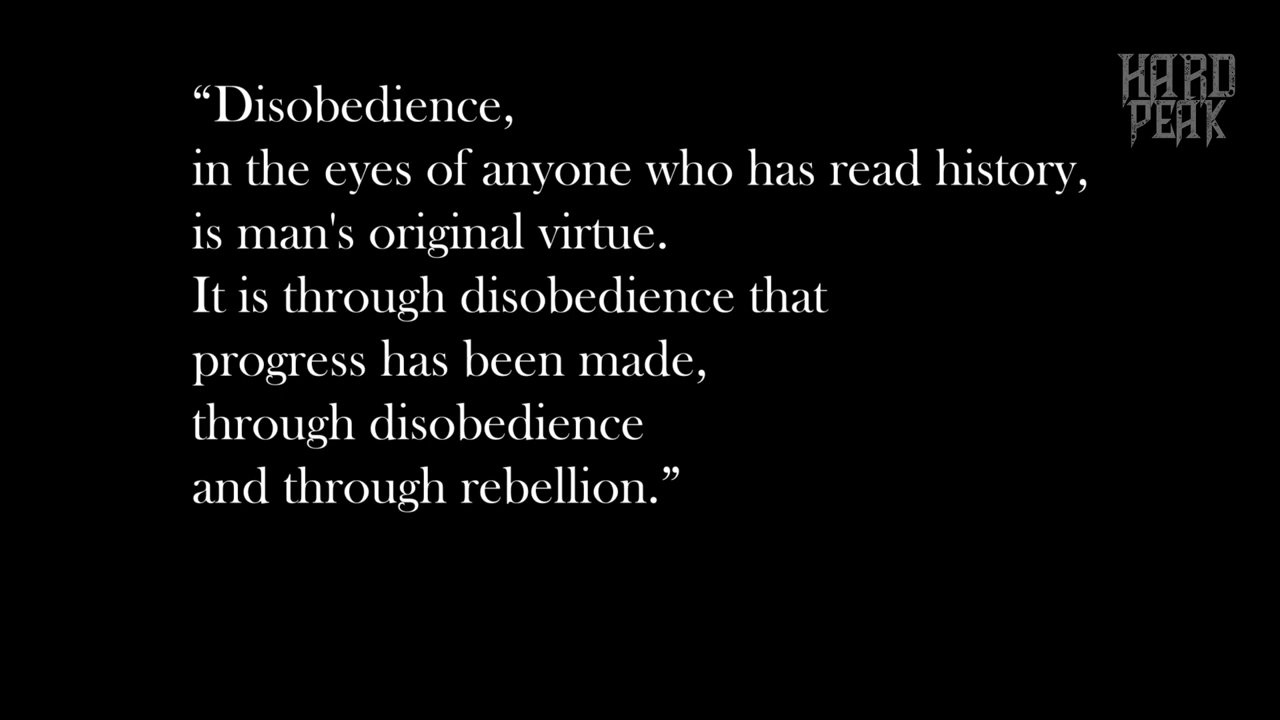 “Disobedience,
in the eyes of anyone who has read history,
is man's original virtue.
It is through disobedience that
progress has been made,
through disobedience
and through rebellion.”
HARD
PEAK